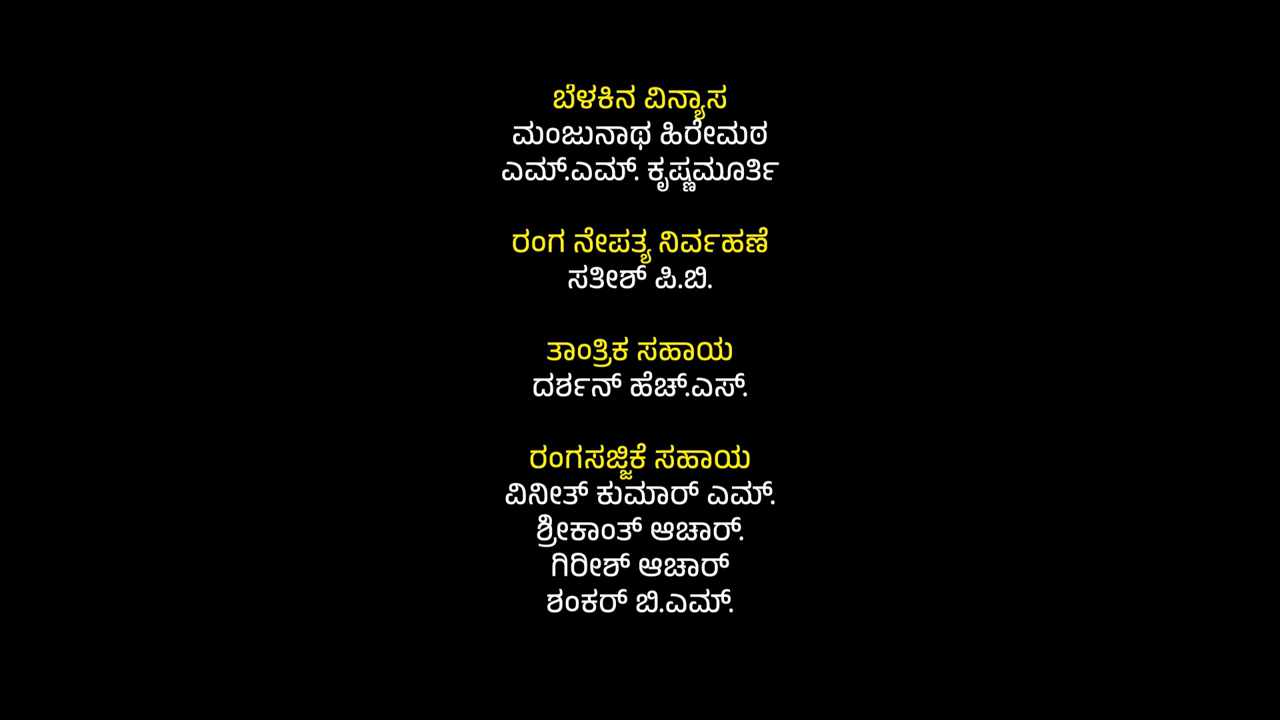 ಬೆಳಕಿನ ವಿನ್ಯಾಸ
ಮಂಜುನಾಥ ಹಿರೇಮಠ
ಎಮ್.ಎಮ್. ಕೃಷ್ಣಮೂರ್ತಿ
ರಂಗ ನೇಪತ್ಯ ನಿರ್ವಹಣೆ
ಸತೀಶ್ ಪಿ.ಬಿ.
ತಾಂತ್ರಿಕ ಸಹಾಯ
ದರ್ಶನ್ ಹೆಚ್.ಎಸ್.
ರಂಗಸಜ್ಜಿಕೆ ಸಹಾಯ
ವಿನೀತ್ ಕುಮಾರ್ ಎಮ್.
ಶ್ರೀಕಾಂತ್ ಆಚಾರ್.
ಗಿರೀಶ್ ಆಚಾರ್
ಶಂಕರ್ ಬಿ.ಎಮ್.